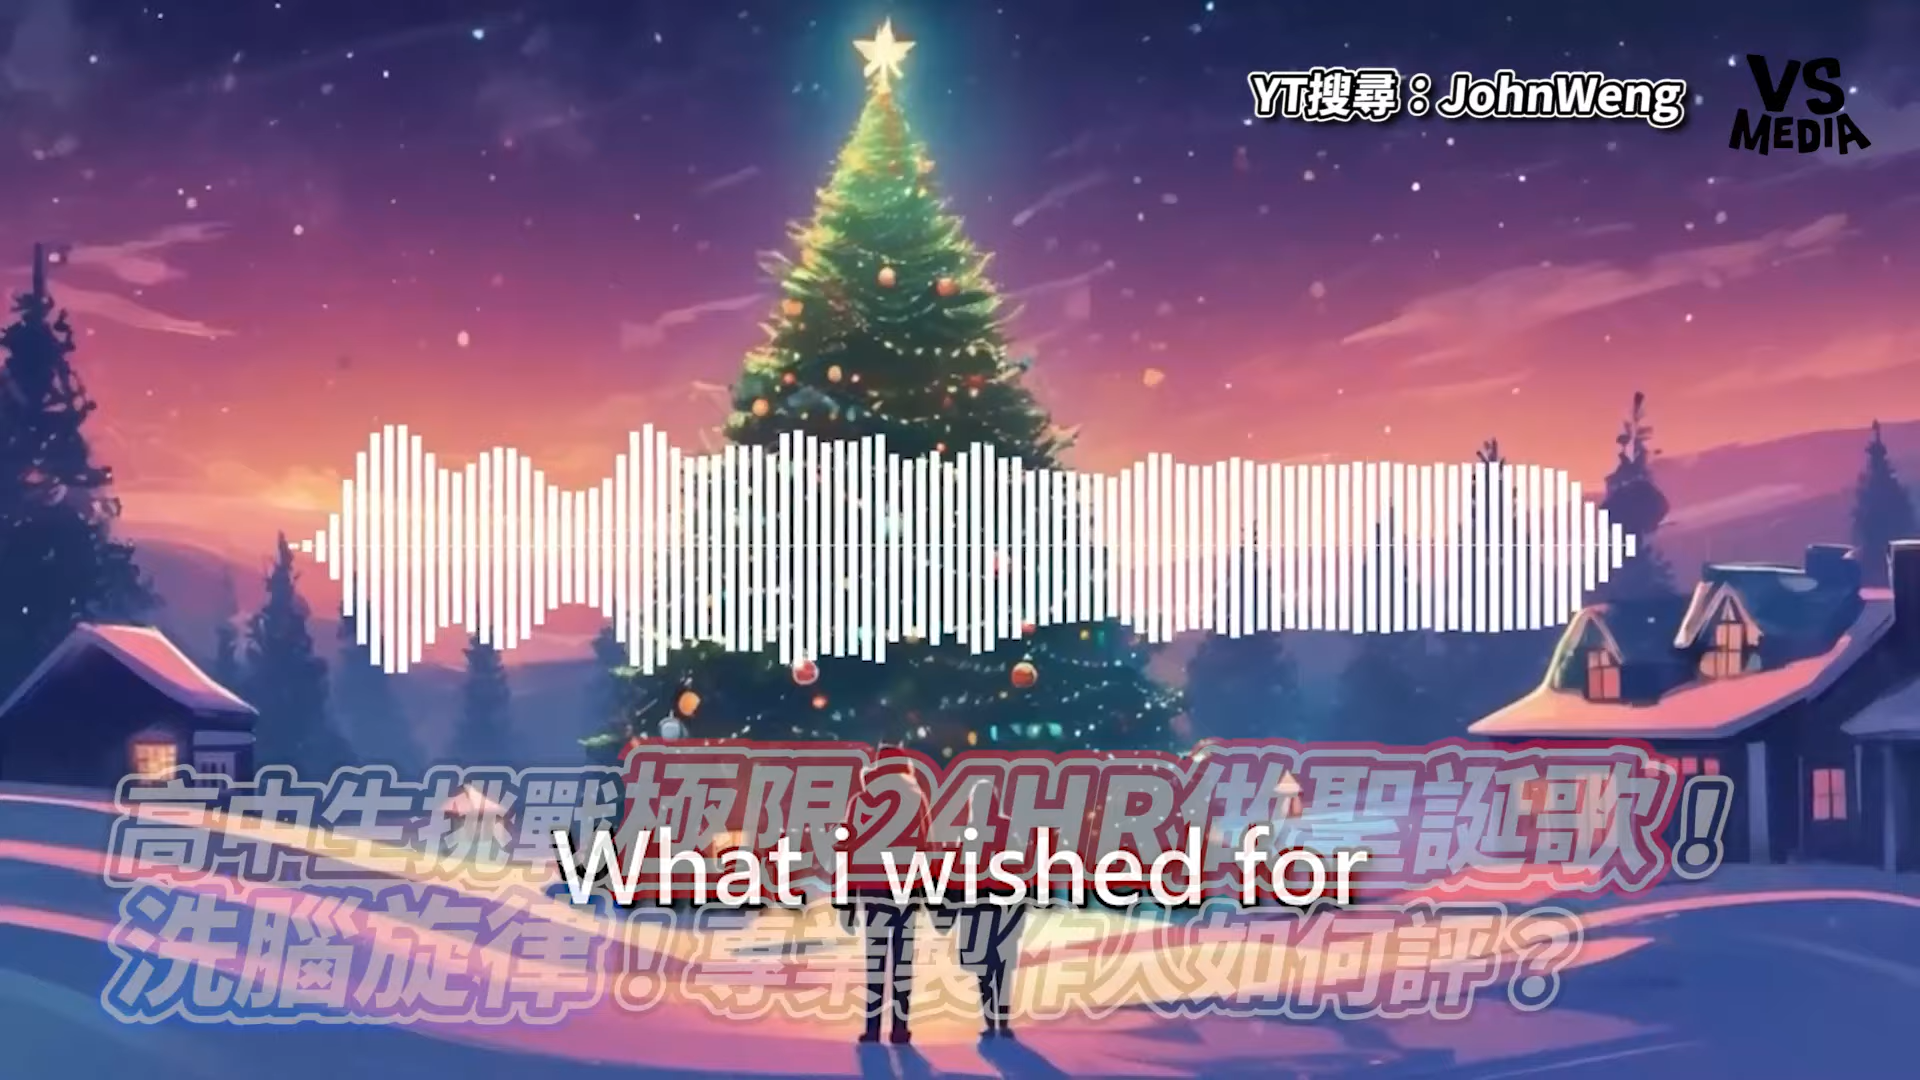 YT搜尋：JohnWeng
VS
MEDIA
高中生挑戰極限24HR做聖誕歌！
What i wished for
洗腦旋律！專業製作人如何評？